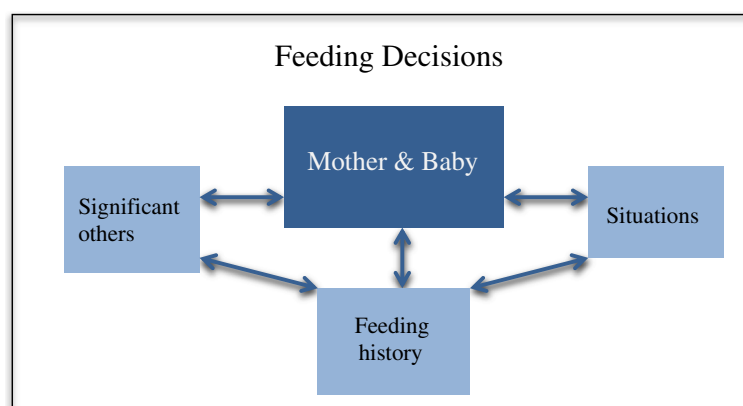 Feeding Decisions
Mother & Baby
Significant
others
Situations
Feeding
history